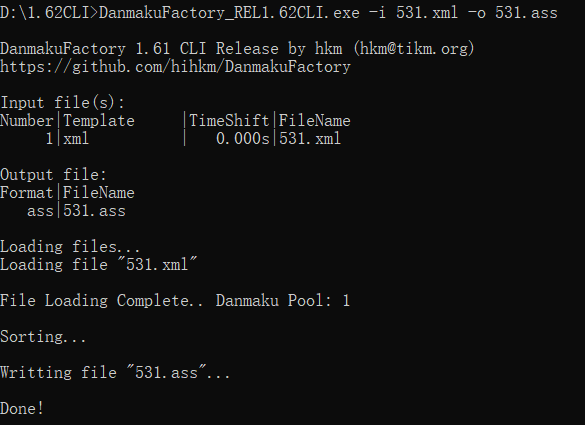 D:\1.62CLI>DanmakuFactory_REL1.62CLI.exe -i 531.xml -o 531.ass
DanmakuFactory 1.61 CLI Release by hkm (hkm@tikm.org)
https://github.com/hihkm/DanmakuFactory
Input file(s):
Number|Template     |TimeShift|FileName
     1|xml          |   0.000s|531.xml
Output file:
Format|FileName
   ass|531.ass
Loading files...
Loading file "531.xml"
File Loading Complete.. Danmaku Pool: 1
Sorting...
Writting file "531.ass"...
Done!